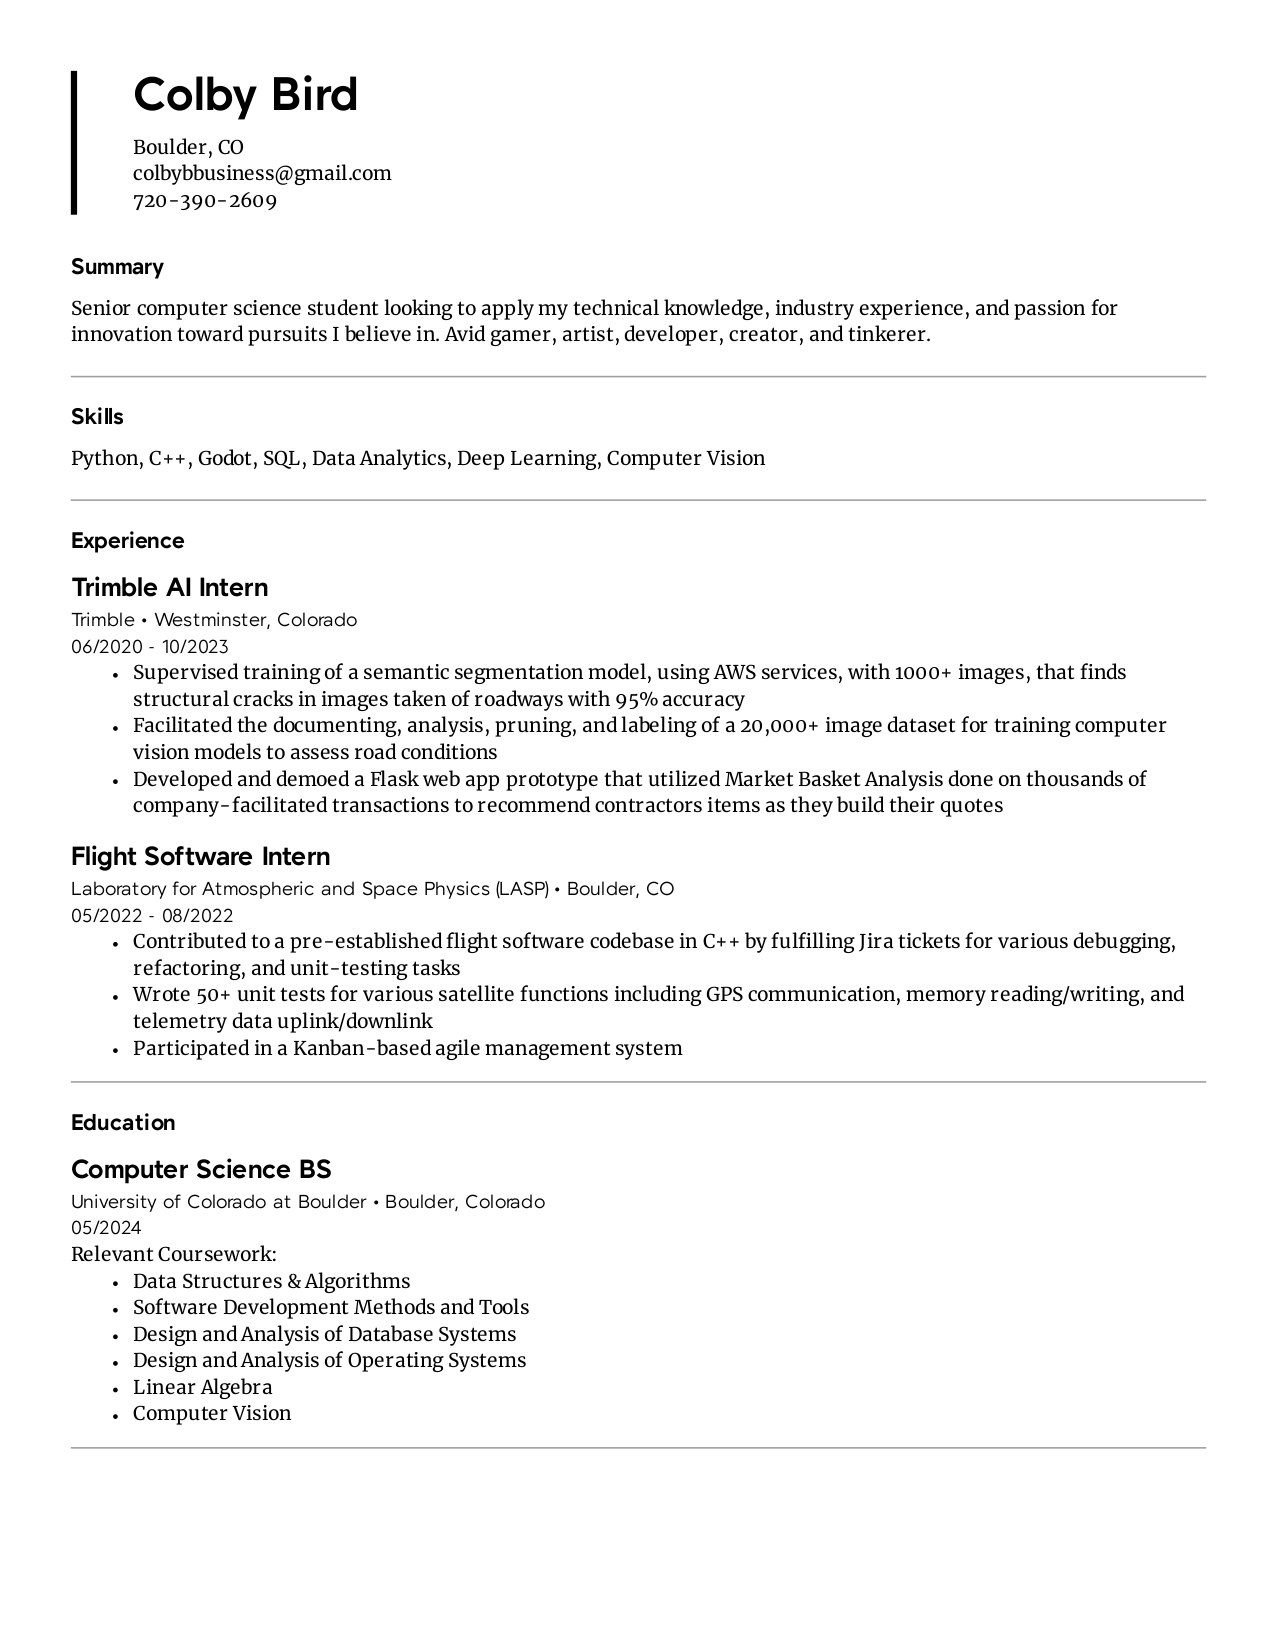 Colby Bird
Boulder, CO
colbybbusiness@gmail.com
720-390-2609
Summary
Senior computer science student looking to apply my technical knowledge, industry experience, and passion for
innovation toward pursuits I believe in. Avid gamer, artist, developer, creator, and tinkerer.
Skills
Python, C++, Godot, SQL, Data Analytics, Deep Learning, Computer Vision
Experience
Trimble AI Intern
Trimble • Westminster, Colorado
06/2020 - 10/2023
• Supervised training of a semantic segmentation model, using AWS services, with 1000+ images, that finds
structural cracks in images taken of roadways with 95% accuracy
• Facilitated the documenting, analysis, pruning, and labeling of a 20,000+ image dataset for training computer
vision models to assess road conditions
• Developed and demoed a Flask web app prototype that utilized Market Basket Analysis done on thousands of
company-facilitated transactions to recommend contractors items as they build their quotes
Flight Software Intern
Laboratory for Atmospheric and Space Physics (LASP) • Boulder, CO
05/2022 - 08/2022
• Contributed to a pre-established flight software codebase in C++ by fulfilling Jira tickets for various debugging,
refactoring, and unit-testing tasks
• Wrote 50+ unit tests for various satellite functions including GPS communication, memory reading/writing, and
telemetry data uplink/downlink
• Participated in a Kanban-based agile management system
Education
Computer Science BS
University of Colorado at Boulder • Boulder, Colorado
05/2024
Relevant Coursework:
• Data Structures & Algorithms
• Software Development Methods and Tools
• Design and Analysis of Database Systems
• Design and Analysis of Operating Systems
• Linear Algebra
• Computer Vision